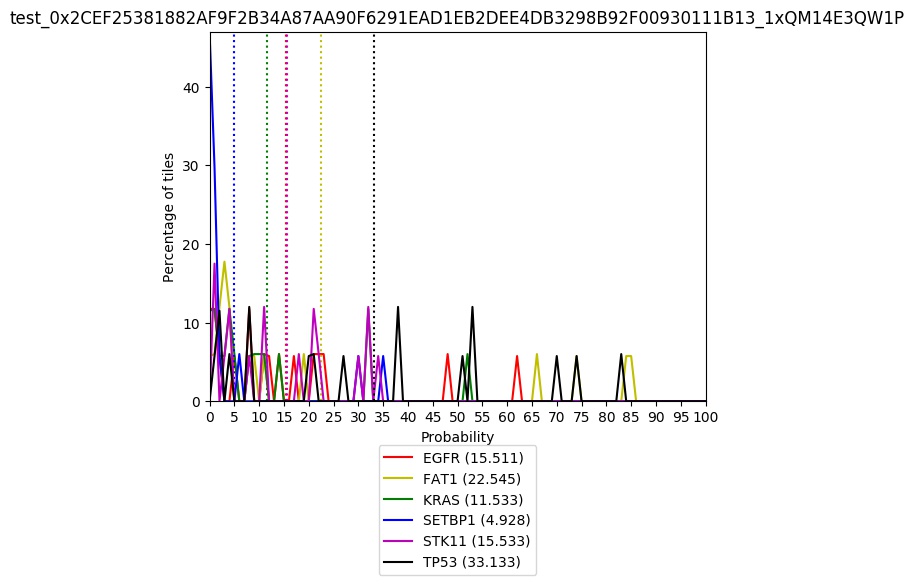 test_0x2CEF25381882AF9F2B34A87AA90F6291EAD1EB2DEE4DB3298B92F00930111B13_1xQM14E3QW1P
40
30
20
10
0
0 5 10 15 20 25 30 35 40 45 50 55 60 65 70 75 80 85 90 95 100
Percentage of tiles
Probability
EGFR (15.511)
FAT1 (22.545)
KRAS (11.533)
SETBP1 (4.928)
STK11 (15.533)
TP53 (33.133)